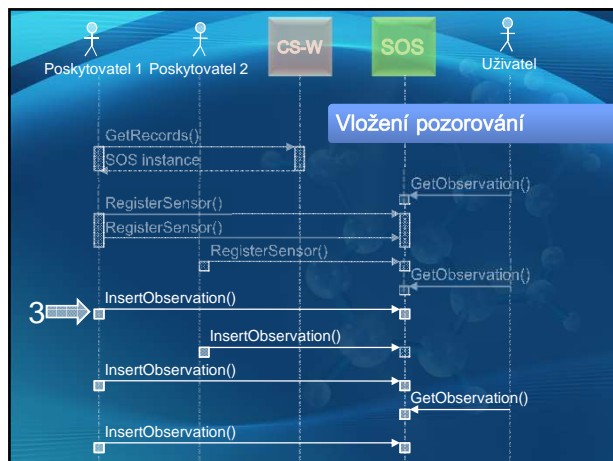 CS-W
SOS
Poskytovatel 1
Poskytovatel 2
Uživatel
Vložení pozorování
GetRecords()
SOS instance
GetObservation()
RegisterSensor()
RegisterSensor()
RegisterSensor()
GetObservation()
InsertObservation()
3
InsertObservation()
InsertObservation()
GetObservation()
InsertObservation()